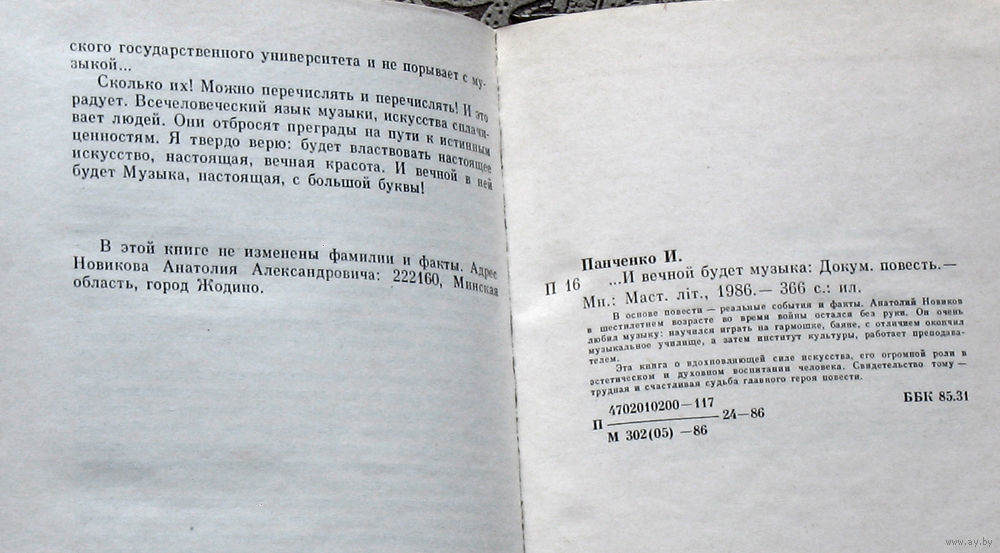 ского государственного университета и не порывает с му-
зыкой...
Сколько их! Можно перечислять и перечислять! И это
радует. Всечеловеческий язык музыки, искусства сплачи-
вает людей. Они отбросят преграды на пути к истинным
ценностям. Я твердо верю: будет властвовать настоящее
искусство, настоящая, вечная красота. И вечной в ней
будет Музыка, настоящая, с большой буквы!
В этой книге не изменены фамилии и факты. Адрес
Новикова Анатолия Александровича: 222160, Минская
область, город Жодино.
Панченко И.
П 16 ...И вечной будет музыка: Докум. повесть.—
Мн.: Маст. літ., 1986.— 366 с.: ил.
В основе повести — реальные события и факты. Анатолий Новиков
в шестилетнем возрасте во время войны остался без руки. Он очень
любил музыку: научился играть на гармошке, баяне, с отличием окончил
музыкальное училище, а затем институт культуры, работает преподава-
телем.
Эта книга о вдохновляющей силе искусства, его огромной роли в
эстетическом и духовном воспитании человека. Свидетельство тому —
трудная и счастливая судьба главного героя повести.
4702010200—117
П 24—86
М 302(05) —86
ББК 85.31
www.ay.by